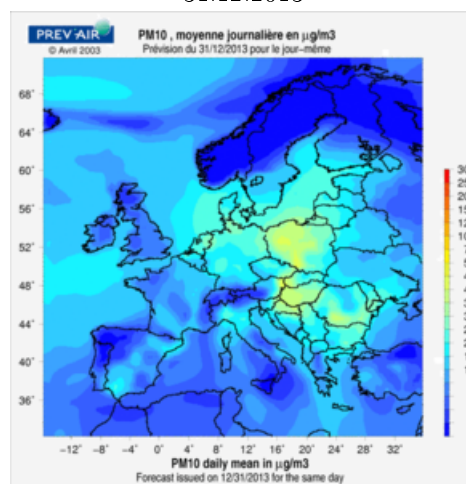 31.12.2013
PREV'AIR
© Avril 2003
PM10 , moyenne journalière en µg/m3
Prévision du 31/12/2013 pour le jour-même
68°
64°
60°
56°
52°
48°
44°
40°
36°
−12° −8° −4° 0° 4° 8° 12° 16° 20° 24° 28° 32°
PM10 daily mean in µg/m3
Forecast issued on 12/31/2013 for the same day